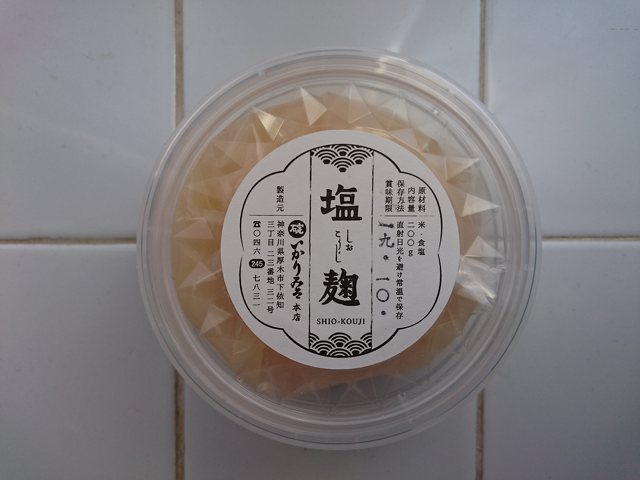 原材料 米・食塩
内容量 二〇〇g
保存方法 直射日光を避け常温で保存
賞味期限 一九.一〇.
塩麹
しお
こうじ
SHIO-KOUJI
製造元
碇 いかりみそ 本店
神奈川県厚木市下依知
三丁目二三番地三二号
☎〇四六 245 七八三一